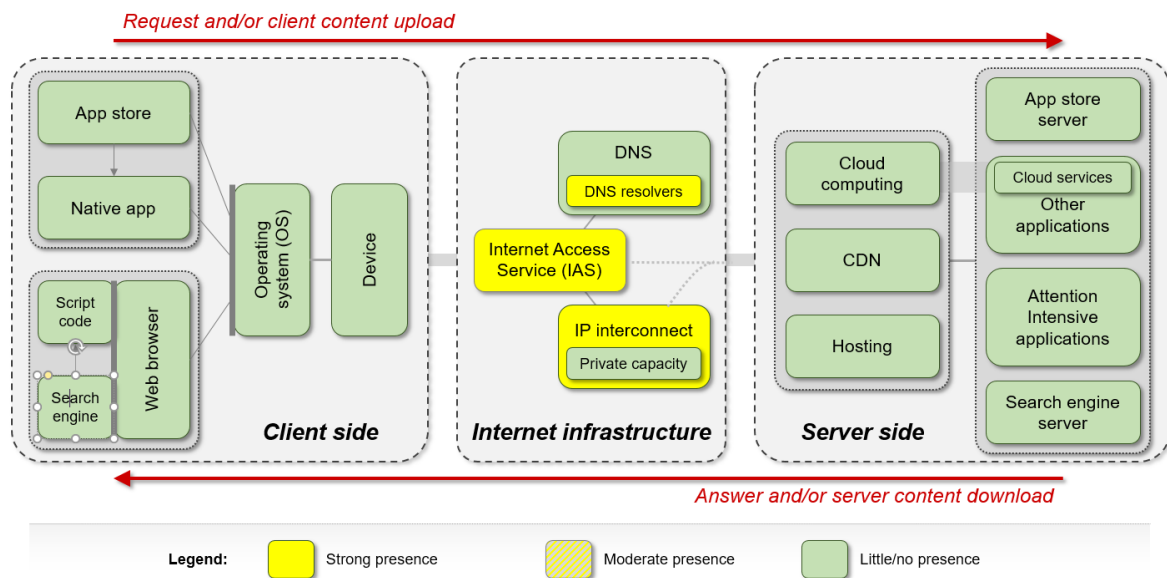 Request and/or client content upload
App store
Native app
Script
code
Search
engine
Web browser
Operating
system (OS)
Device
Client side
DNS
DNS resolvers
Internet Access
Service (IAS)
IP interconnect
Private capacity
Internet infrastructure
Cloud
computing
CDN
Hosting
Server side
App store
server
Cloud services
Other
applications
Attention
Intensive
applications
Search engine
server
Answer and/or server content download
Legend:
Strong presence
Moderate presence
Little/no presence